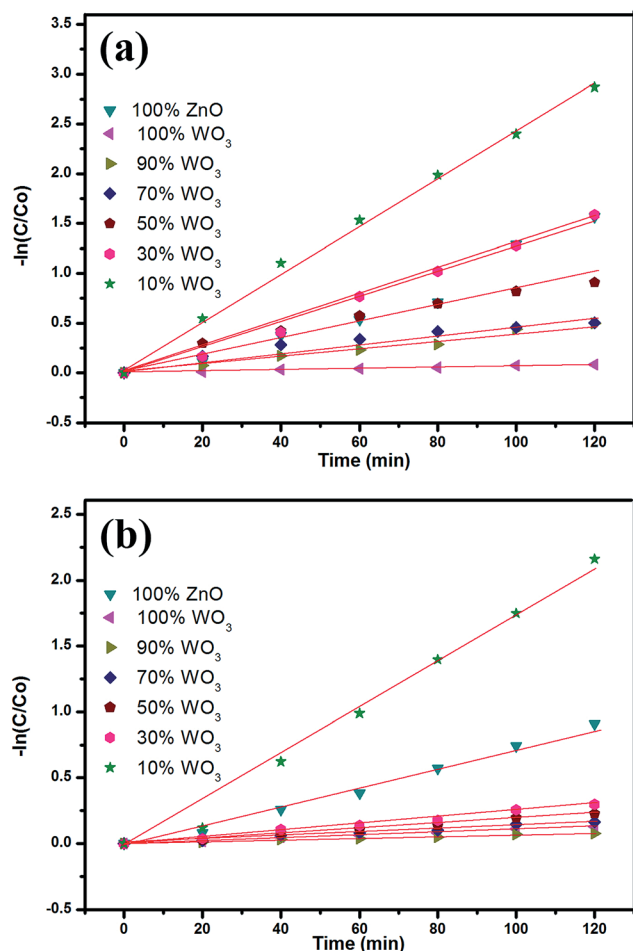 (a)
-ln(C/Co)
3.5
3.0
2.5
2.0
1.5
1.0
0.5
0.0
-0.5
100% ZnO
100% WO₃
90% WO₃
70% WO₃
50% WO₃
30% WO₃
10% WO₃
0 20 40 60 80 100 120
Time (min)
(b)
-ln(C/Co)
2.5
2.0
1.5
1.0
0.5
0.0
-0.5
100% ZnO
100% WO₃
90% WO₃
70% WO₃
50% WO₃
30% WO₃
10% WO₃
0 20 40 60 80 100 120
Time (min)